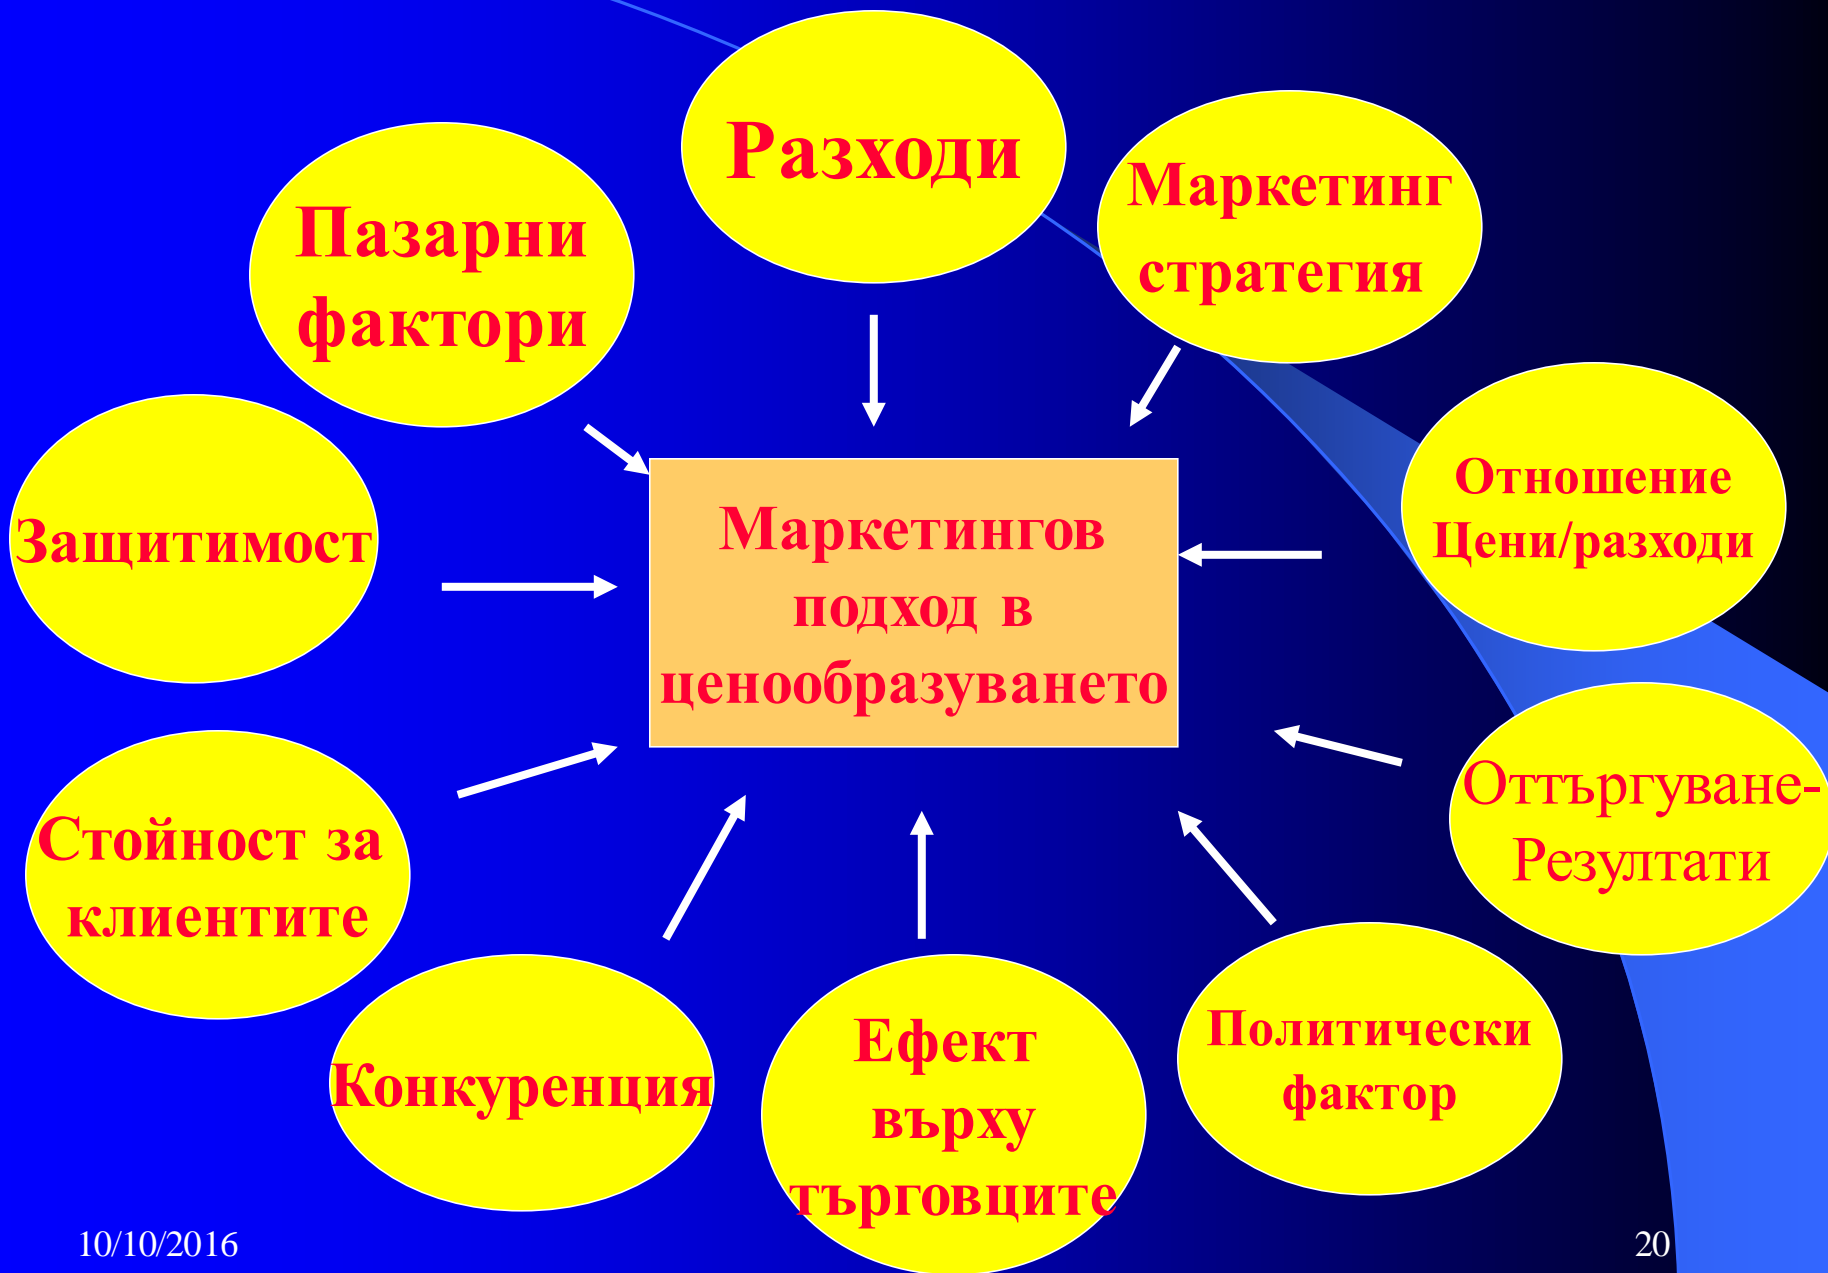 Разходи
Маркетинг
стратегия
Пазарни
фактори
Отношение
Цени/разходи
Защитимост
Маркетингов
подход в
ценообразуването
Оттъргуване-
Резултати
Стойност за
клиентите
Политически
фактор
Конкуренция
Ефект
върху
търговците
10/10/2016
20